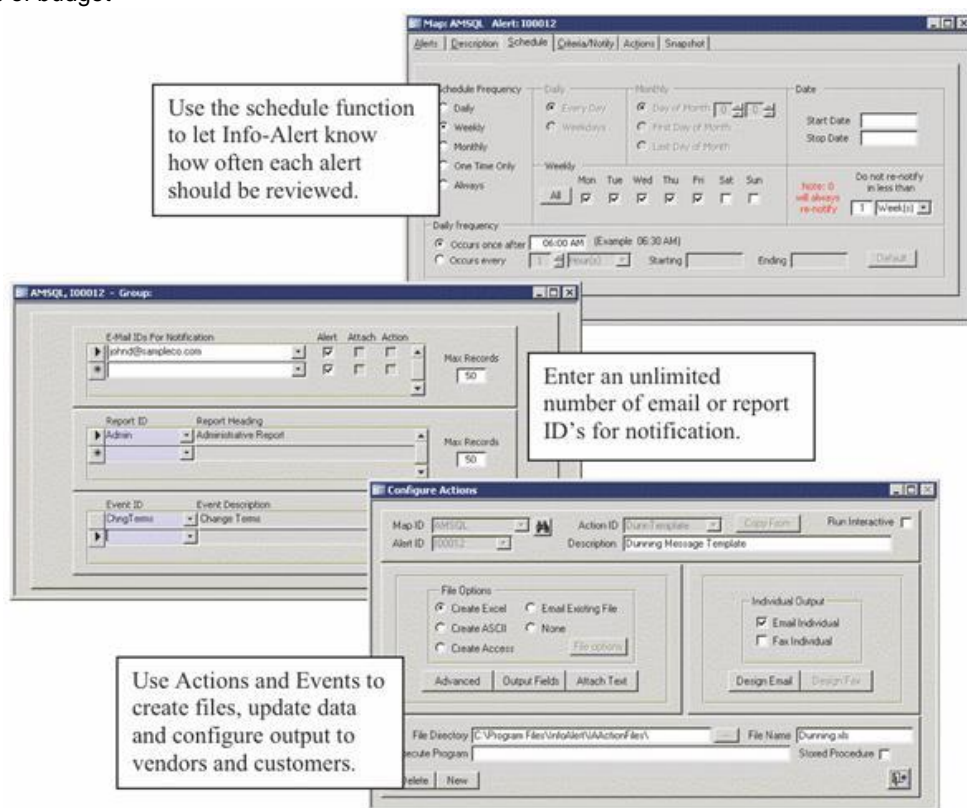 Map: AMSQL Alert: I00012
Alerts Description Schedule Criteria/Notify Actions Snapshot
Use the schedule function
to let Info-Alert know
how often each alert
should be reviewed.
Schedule Frequency
Daily
Weekly
Monthly
One Time Only
Always
Daily
Every Day
Weekdays
Monthly
Day of Month 0 0
First Day of Month
Last Day of Month
Date
Start Date
Stop Date
Weekly
All Mon Tue Wed Thu Fri Sat Sun
Note: 0
will always
re-notify
Do not re-notify
in less than
1 Week(s)
Daily frequency
Occurs once after 06:00 AM (Example 06:30 AM)
Occurs every 1 Hour(s) Starting Ending Default
AMSQL, I00012 - Group:
E-Mail IDs For Notification Alert Attach Action
johnd@sampleco.com
Max Records
50
Enter an unlimited
number of email or report
ID's for notification.
Report ID Report Heading
Admin Administrative Report
Max Records
50
Event ID Event Description
ChngTerms Change Terms
Configure Actions
Map ID AMSQL Action ID Copy From Run Interactive
Alert ID I00012 Description Dunning Message Template
File Options
Create Excel Email Existing File
Create ASCII None
Create Access File options
Advanced Output Fields Attach Text
Individual Output
Email Individual
Fax Individual
Design Email Design Fax
Use Actions and Events to
create files, update data
and configure output to
vendors and customers.
File Directory C:\Program Files\InfoAlert\IAActionFiles\ ... File Name Dunning.xls
Program Stored Procedure
Delete New